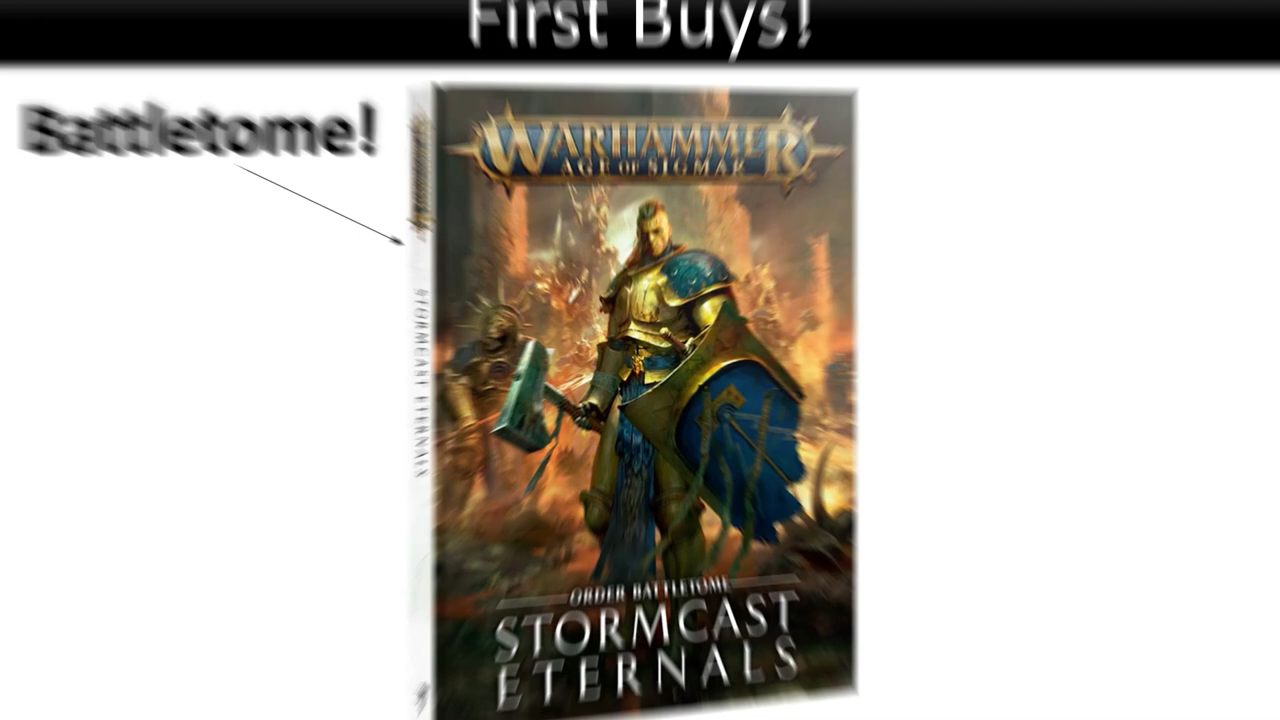 First Buys!
Battletome!
WARHAMMER
AGE OF SIGMAR
STORMCAST ETERNALS
ORDER BATTLETOME
STORMCAST
ETERNALS